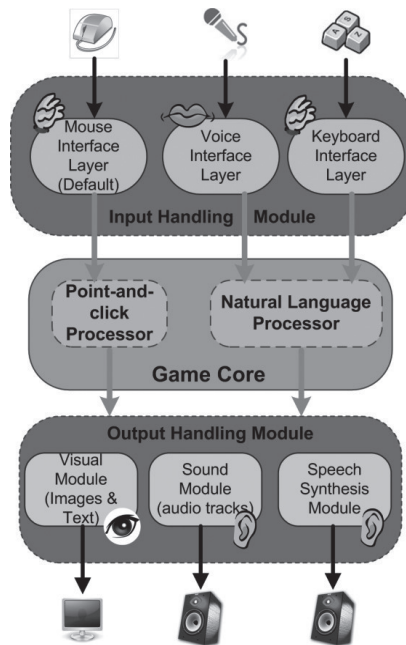 A
S
Z
Mouse
Interface
Layer
(Default)
Voice
Interface
Layer
Keyboard
Interface
Layer
Input Handling Module
Point-and-
click
Processor
Natural Language
Processor
Game Core
Output Handling Module
Visual
Module
(Images &
Text)
Sound
Module
(audio tracks)
Speech
Synthesis
Module